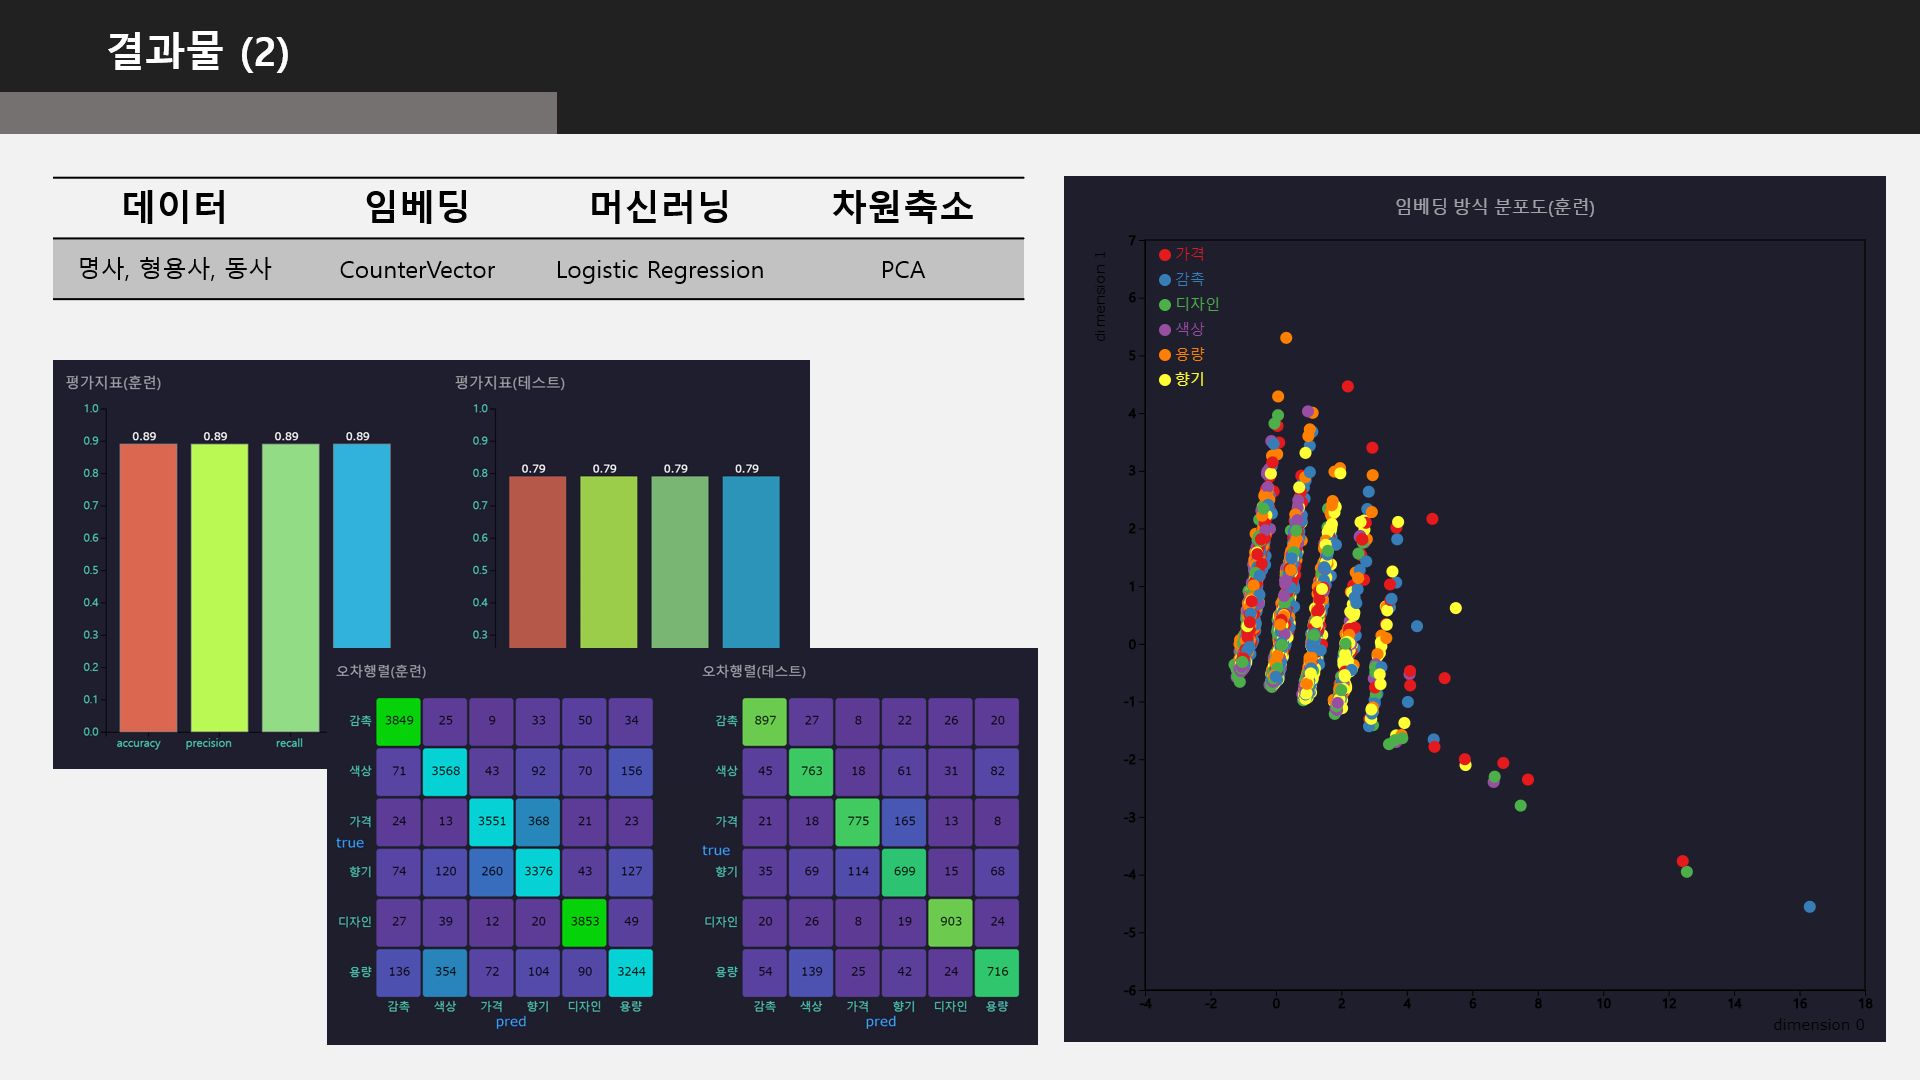 결과물 (2)
데이터 임베딩 머신러닝 차원축소
명사, 형용사, 동사 CounterVector Logistic Regression PCA
평가지표(훈련)
1.0
0.9
0.8
0.7
0.6
0.5
0.4
0.3
0.2
0.1
0.0
0.89 0.89 0.89 0.89
accuracy precision recall
평가지표(테스트)
1.0
0.9
0.8
0.7
0.6
0.5
0.4
0.3
0.79 0.79 0.79 0.79
오차행렬(훈련)
감촉 3849 25 9 33 50 34
색상 71 3568 43 92 70 156
가격 24 13 3551 368 21 23
true
향기 74 120 260 3376 43 127
디자인 27 39 12 20 3853 49
용량 136 354 72 104 90 3244
감촉 색상 가격 향기 디자인 용량
pred
오차행렬(테스트)
감촉 897 27 8 22 26 20
색상 45 763 18 61 31 82
가격 21 18 775 165 13 8
true
향기 35 69 114 699 15 68
디자인 20 26 8 19 903 24
용량 54 139 25 42 24 716
감촉 색상 가격 향기 디자인 용량
pred
임베딩 방식 분포도(훈련)
dimension 1
7
6
5
4
3
2
1
0
-1
-2
-3
-4
-5
-6
가격
감촉
디자인
색상
용량
향기
-4 -2 0 2 4 6 8 10 12 14 16 18
dimension 0